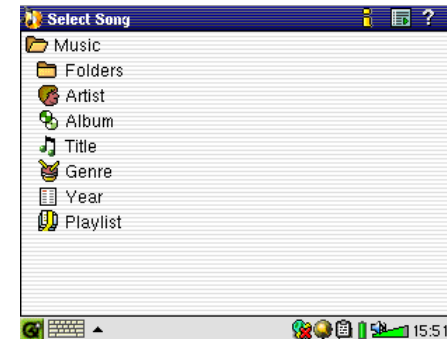 Select Song ?
Music
Folders
Artist
Album
Title
Genre
Year
Playlist
15:51